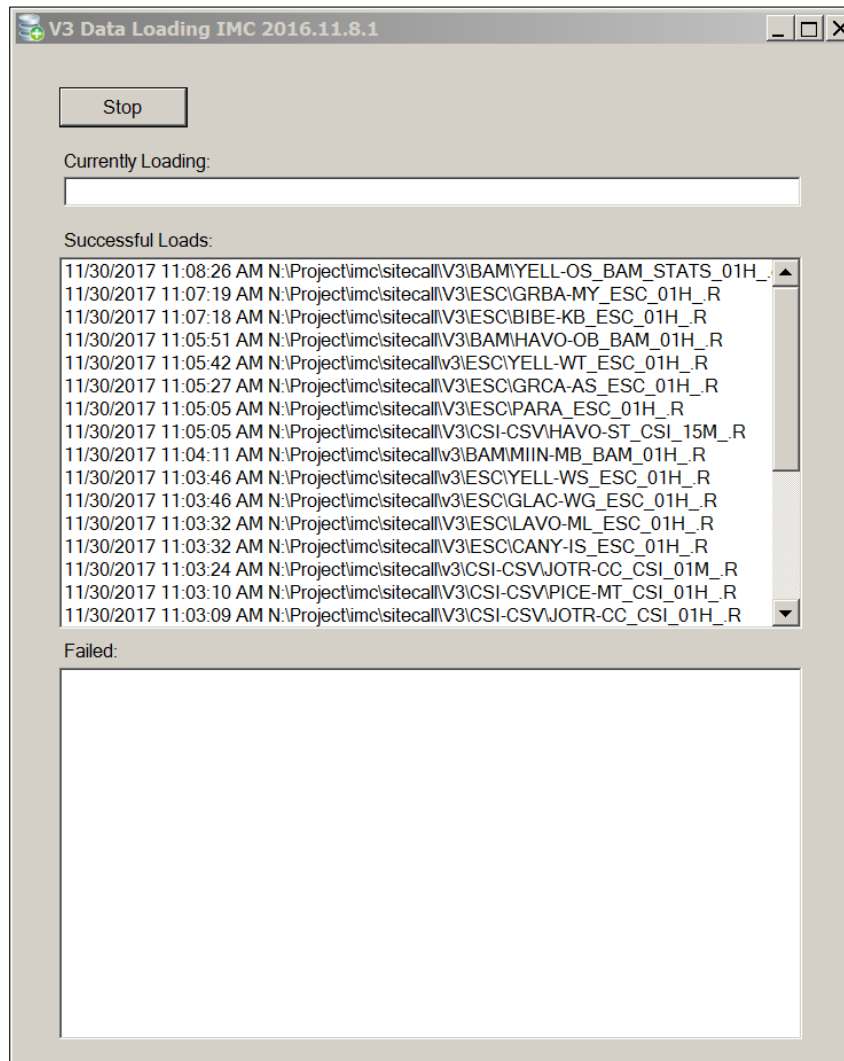 V3 Data Loading IMC 2016.11.8.1
Stop
Currently Loading:
Successful Loads:
11/30/2017 11:08:26 AM N:\Project\imc\sitecall\V3\BAM\YELL-OS_BAM_STATS_01H_.
11/30/2017 11:07:19 AM N:\Project\imc\sitecall\V3\ESC\GRBA-MY_ESC_01H_.R
11/30/2017 11:07:18 AM N:\Project\imc\sitecall\V3\ESC\BIBE-KB_ESC_01H_.R
11/30/2017 11:05:51 AM N:\Project\imc\sitecall\V3\BAM\HAVO-OB_BAM_01H_.R
11/30/2017 11:05:42 AM N:\Project\imc\sitecall\v3\ESC\YELL-WT_ESC_01H_.R
11/30/2017 11:05:27 AM N:\Project\imc\sitecall\V3\ESC\GRCA-AS_ESC_01H_.R
11/30/2017 11:05:05 AM N:\Project\imc\sitecall\V3\ESC\PARA_ESC_01H_.R
11/30/2017 11:05:05 AM N:\Project\imc\sitecall\V3\CSI-CSV\HAVO-ST_CSI_15M_.R
11/30/2017 11:04:11 AM N:\Project\imc\sitecall\v3\BAM\MIIN-MB_BAM_01H_.R
11/30/2017 11:03:46 AM N:\Project\imc\sitecall\v3\ESC\YELL-WS_ESC_01H_.R
11/30/2017 11:03:46 AM N:\Project\imc\sitecall\v3\ESC\GLAC-WG_ESC_01H_.R
11/30/2017 11:03:32 AM N:\Project\imc\sitecall\V3\ESC\LAVO-ML_ESC_01H_.R
11/30/2017 11:03:32 AM N:\Project\imc\sitecall\V3\ESC\CANY-IS_ESC_01H_.R
11/30/2017 11:03:24 AM N:\Project\imc\sitecall\v3\CSI-CSV\JOTR-CC_CSI_01M_.R
11/30/2017 11:03:10 AM N:\Project\imc\sitecall\V3\CSI-CSV\PICE-MT_CSI_01H_.R
11/30/2017 11:03:09 AM N:\Project\imc\sitecall\V3\CSI-CSV\JOTR-CC_CSI_01H_.R
Failed: